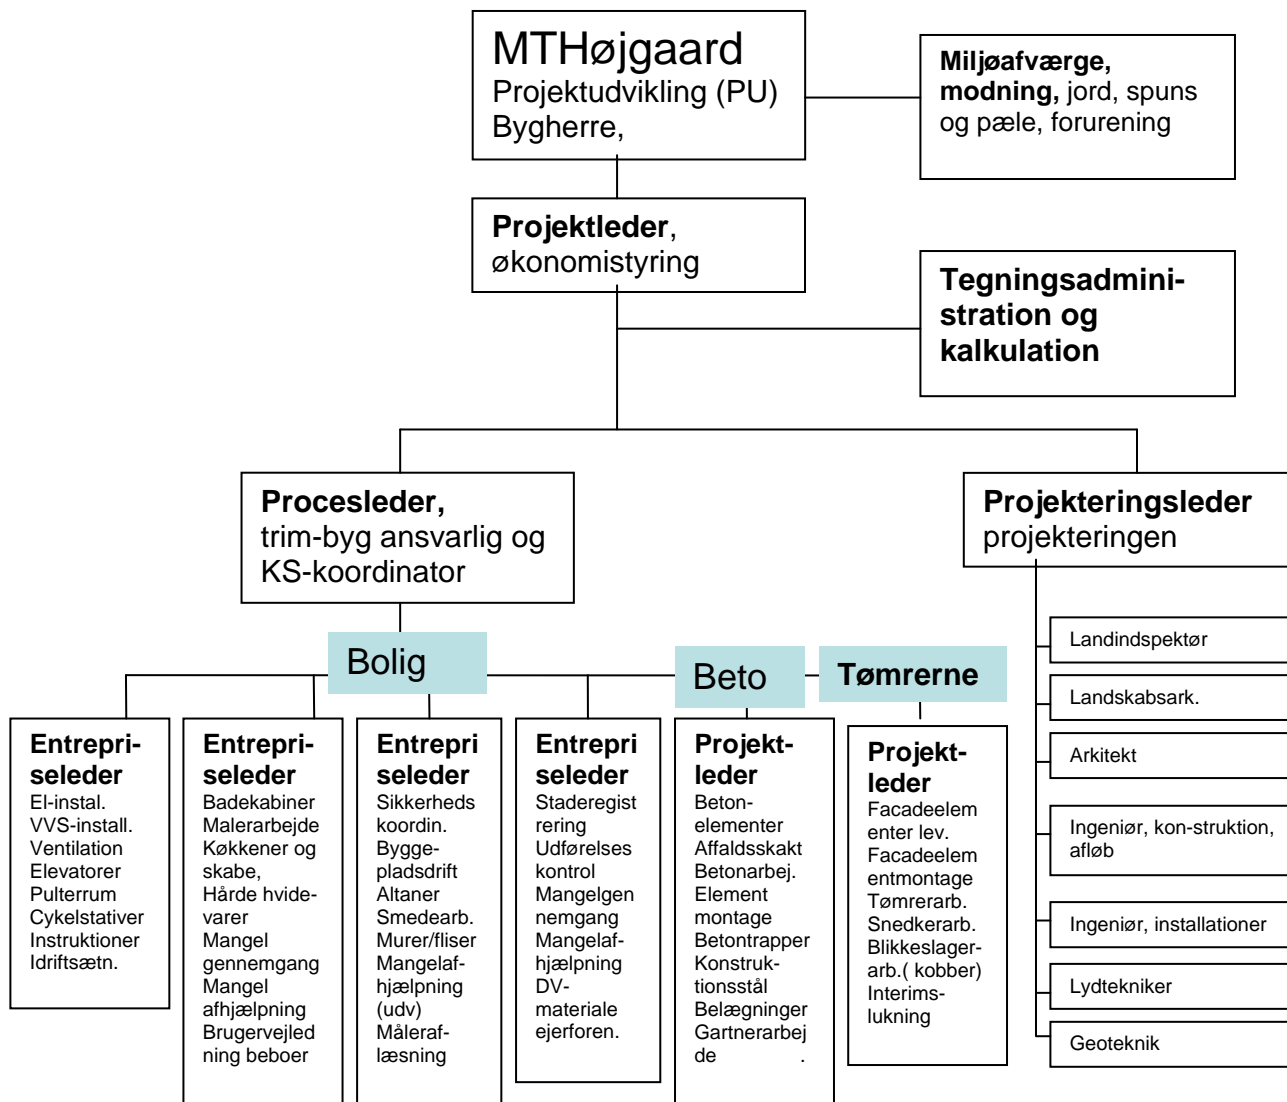 MTHøjgaard
Projektudvikling (PU)
Bygherre,
Miljøafværge,
modning, jord, spuns
og pæle, forurening
Projektleder,
økonomistyring
Tegningsadmini-
stration og
kalkulation
Procesleder,
trim-byg ansvarlig og
KS-koordinator
Projekteringsleder
projekteringen
Bolig
Beto
Tømrerne
Entrepri-
seleder
El-instal.
VVS-install.
Ventilation
Elevatorer
Pulterrum
Cykelstativer
Instruktioner
Idriftsætn.
Entrepri-
seleder
Badekabiner
Malerarbejde
Køkkener og
skabe,
Hårde hvide-
varer
Mangel
gennemgang
Mangel
afhjælpning
Brugervejled
ning beboer
Entrepri
seleder
Sikkerheds
koordin.
Bygge-
pladsdrift
Altaner
Smedearb.
Murer/fliser
Mangelaf-
hjælpning
(udv)
Måleraf-
læsning
Entrepri
seleder
Staderegist
rering
Udførelses
kontrol
Mangelgen
nemgang
Mangelaf-
hjælpning
DV-
materiale
ejerforen.
Projekt-
leder
Beton-
elementer
Affaldsskakt
Betonarbej.
Element
montage
Betontrapper
Konstruk-
tionsstål
Belægninger
Gartnerarbej
de .
Projekt-
leder
Facadeelem
enter lev.
Facadeelem
entmontage
Tømrerarb.
Snedkerarb.
Blikkeslager-
arb.( kobber)
Interims-
lukning
Landindspektør
Landskabsark.
Arkitekt
Ingeniør, kon-struktion,
afløb
Ingeniør, installationer
Lydtekniker
Geoteknik